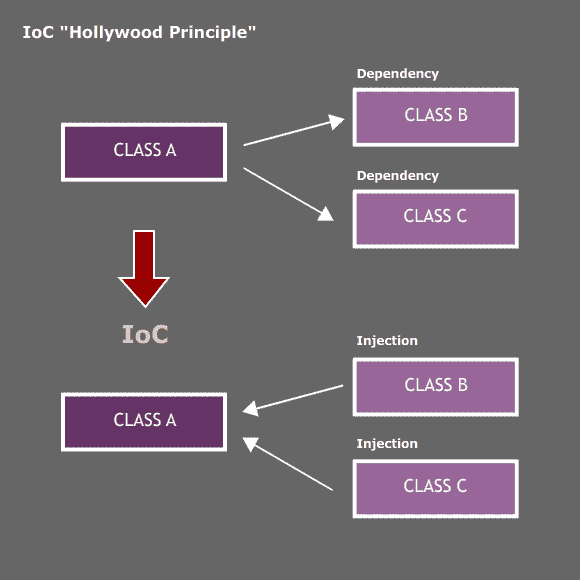 IoC "Hollywood Principle"
Dependency
CLASS B
CLASS A
Dependency
CLASS C
IoC
Injection
CLASS B
CLASS A
Injection
CLASS C